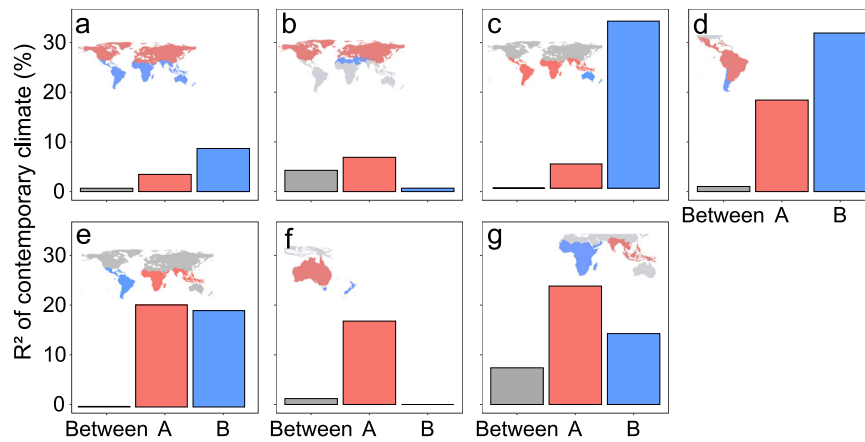 a
b
c
d
30
20
10
0
Between A B
e
f
g
30
20
10
0
Between A B
Between A B
Between A B
R² of contemporary climate (%)